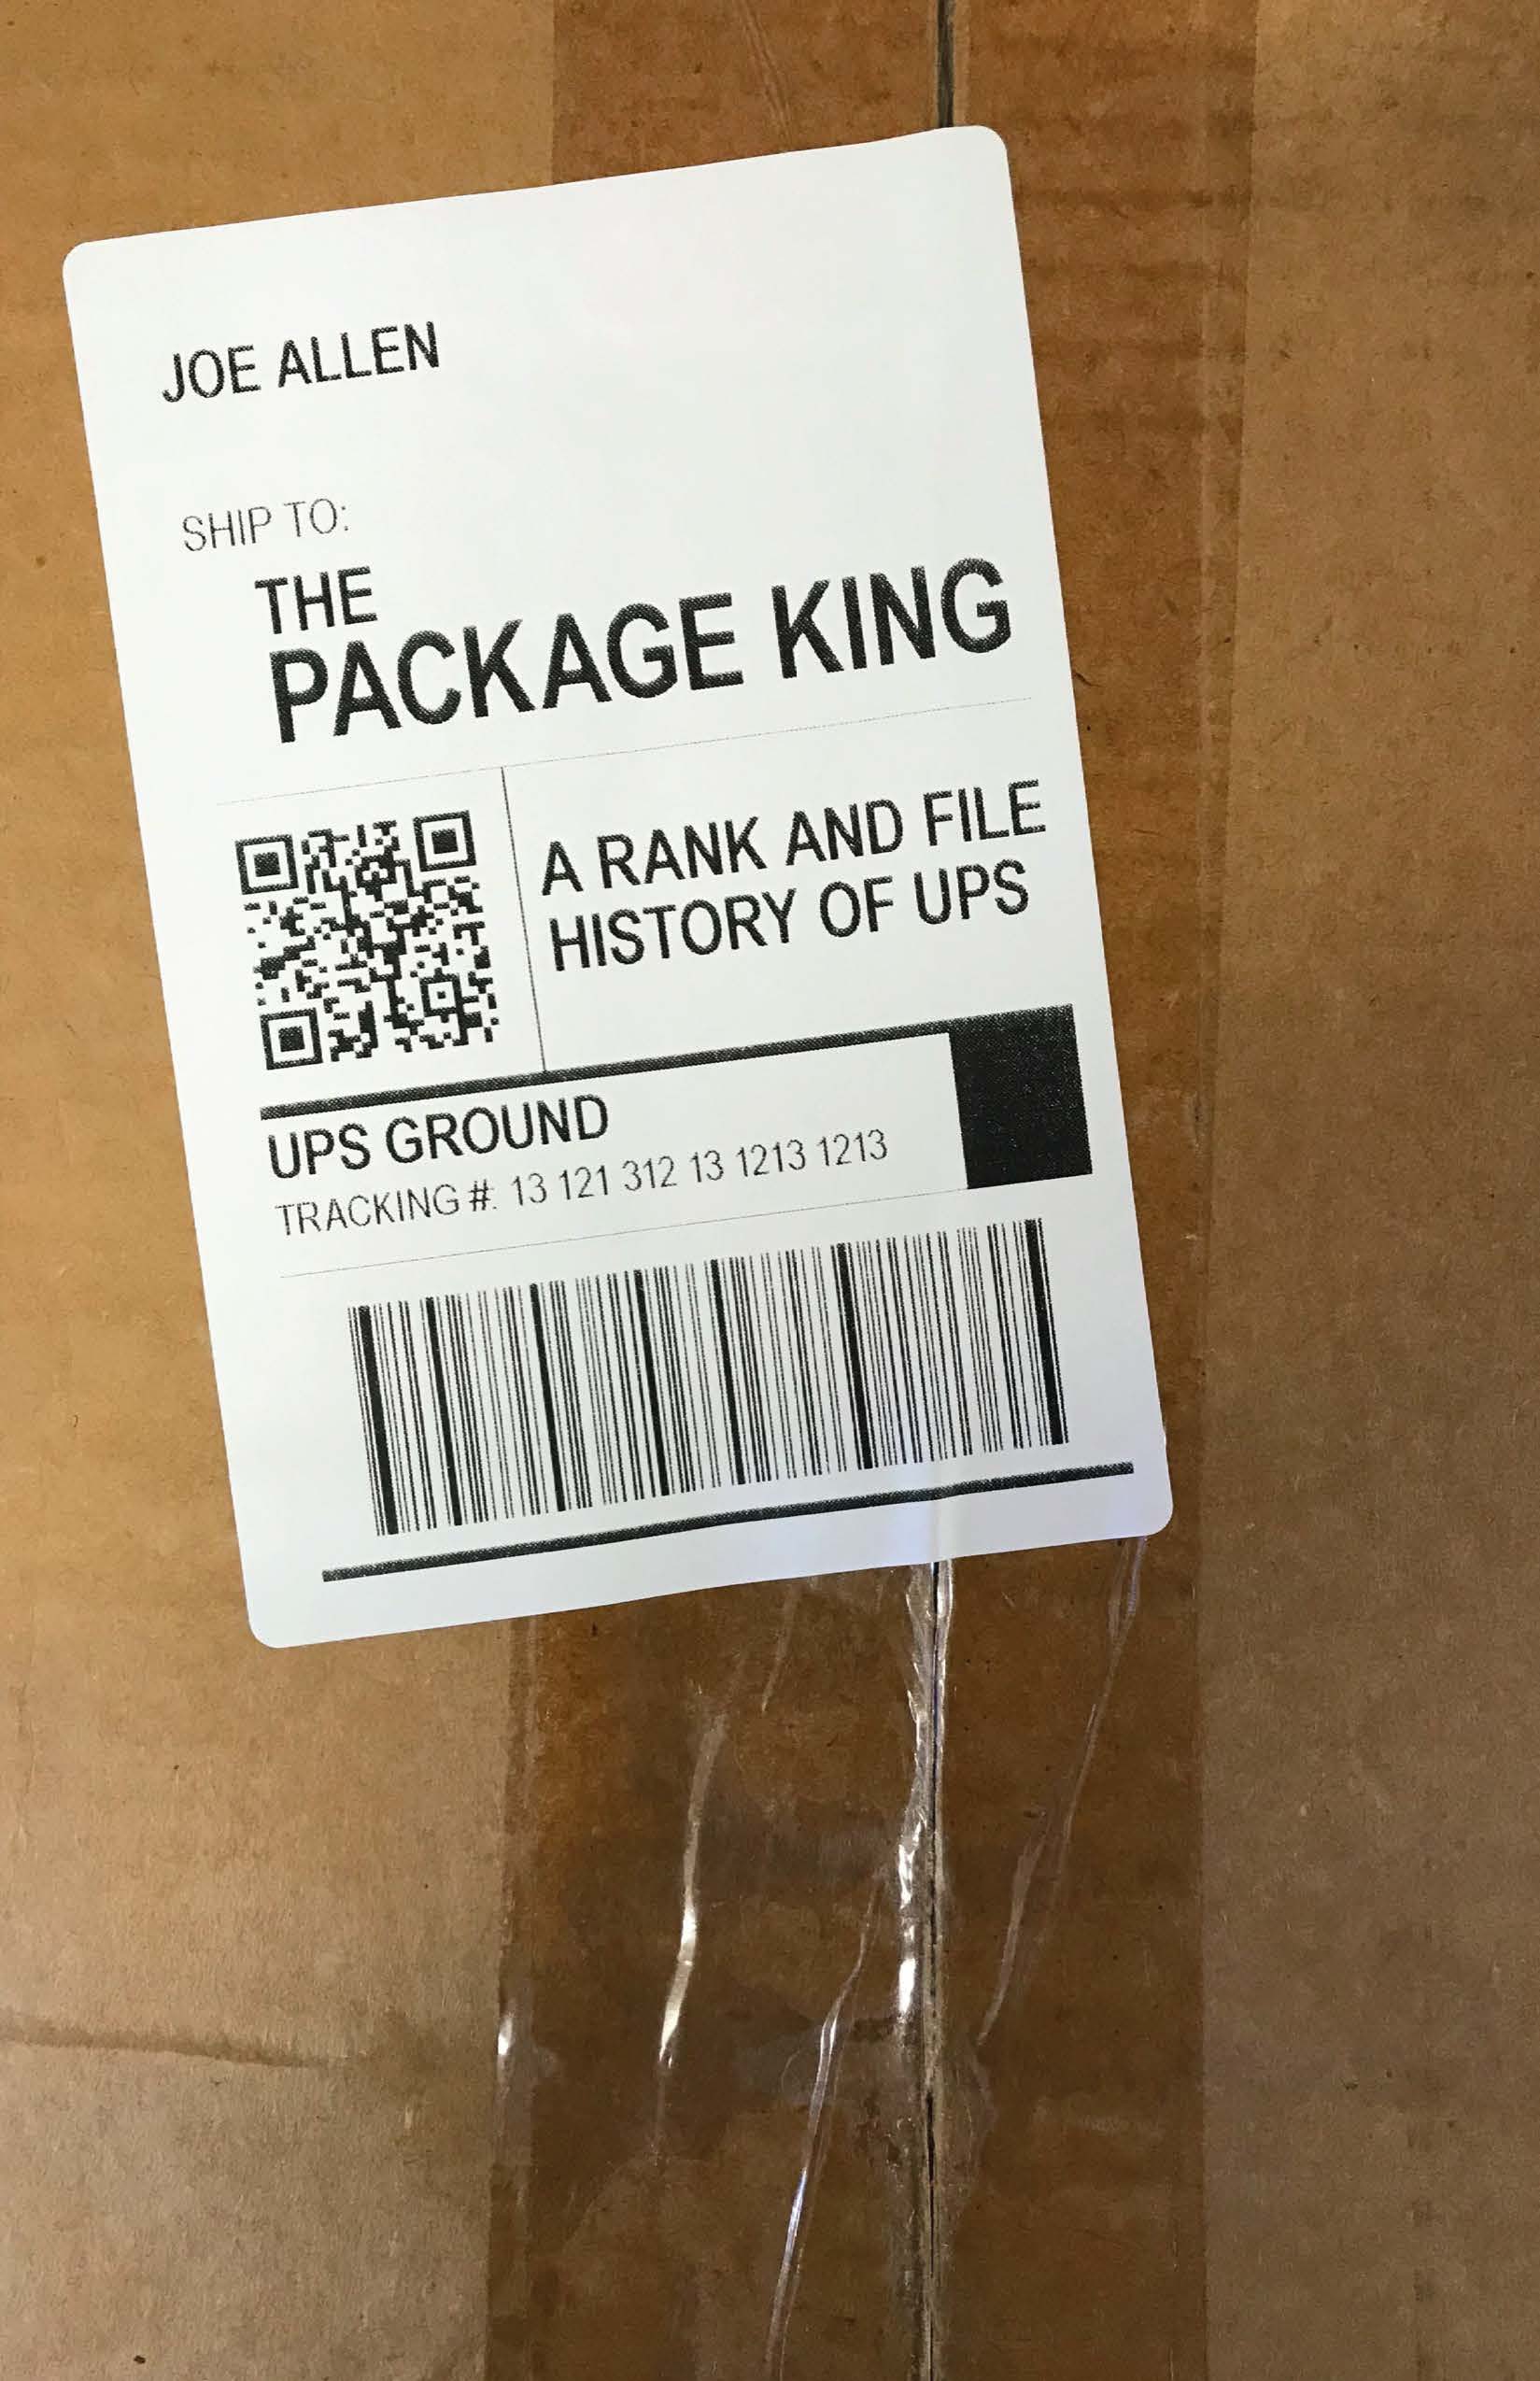 JOE ALLEN
SHIP TO:
THE
PACKAGE KING
A RANK AND FILE
HISTORY OF UPS
UPS GROUND
TRACKING #: 13 121 312 13 1213 1213